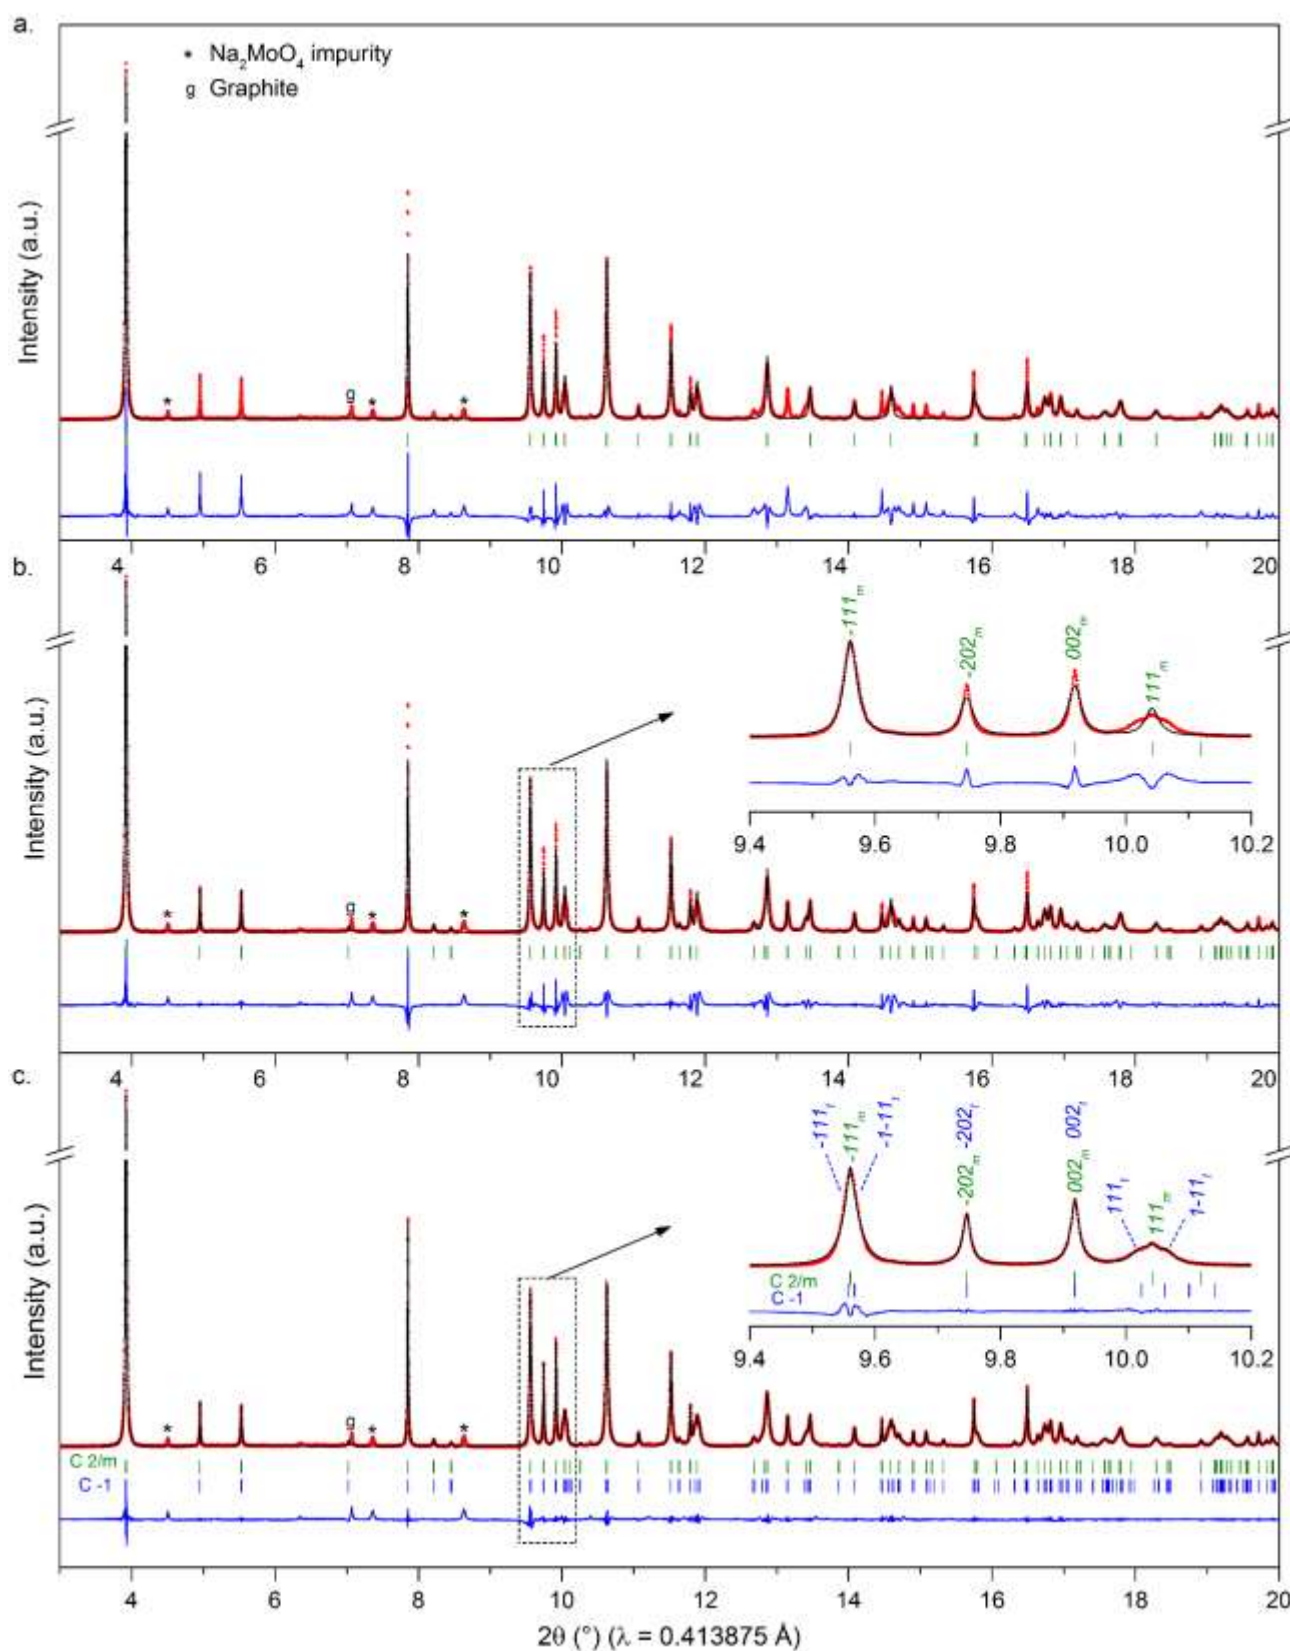 a.
* Na₂MoO₄ impurity
g Graphite
Intensity (a.u.)
* g * *
4 6 8 10 12 14 16 18 20
b.
Intensity (a.u.)
* g * *
-111m -202m 002m 111m
9.4 9.6 9.8 10.0 10.2
4 6 8 10 12 14 16 18 20
c.
Intensity (a.u.)
* g * *
C 2/m
C -1
-111t -111m -1-11t -202m -202t 002m 002t 111t 111m 1-11t
C 2/m
C -1
9.4 9.6 9.8 10.0 10.2
4 6 8 10 12 14 16 18 20
2θ (°) (λ = 0.413875 Å)